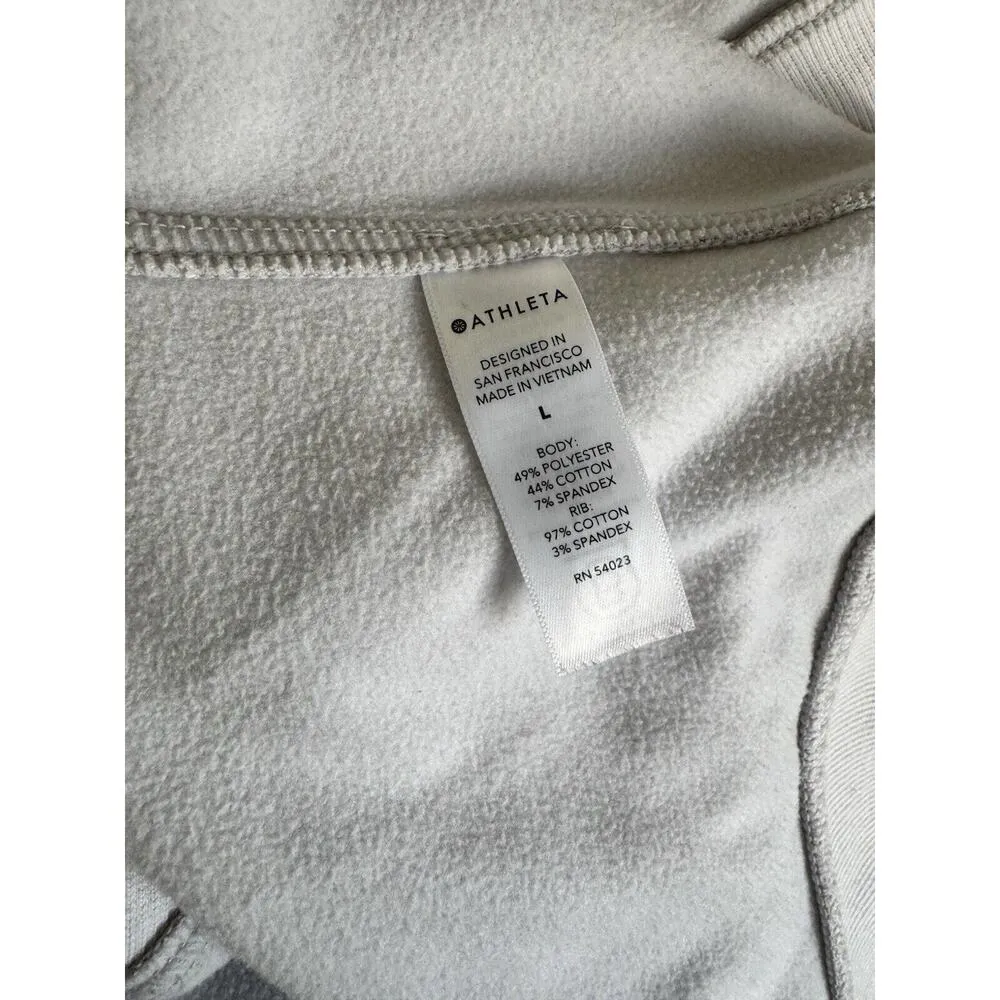 ATHLETA
DESIGNED IN
SAN FRANCISCO
MADE IN VIETNAM
L
BODY:
49% POLYESTER
44% COTTON
7% SPANDEX
RIB:
97% COTTON
3% SPANDEX
RN 54023